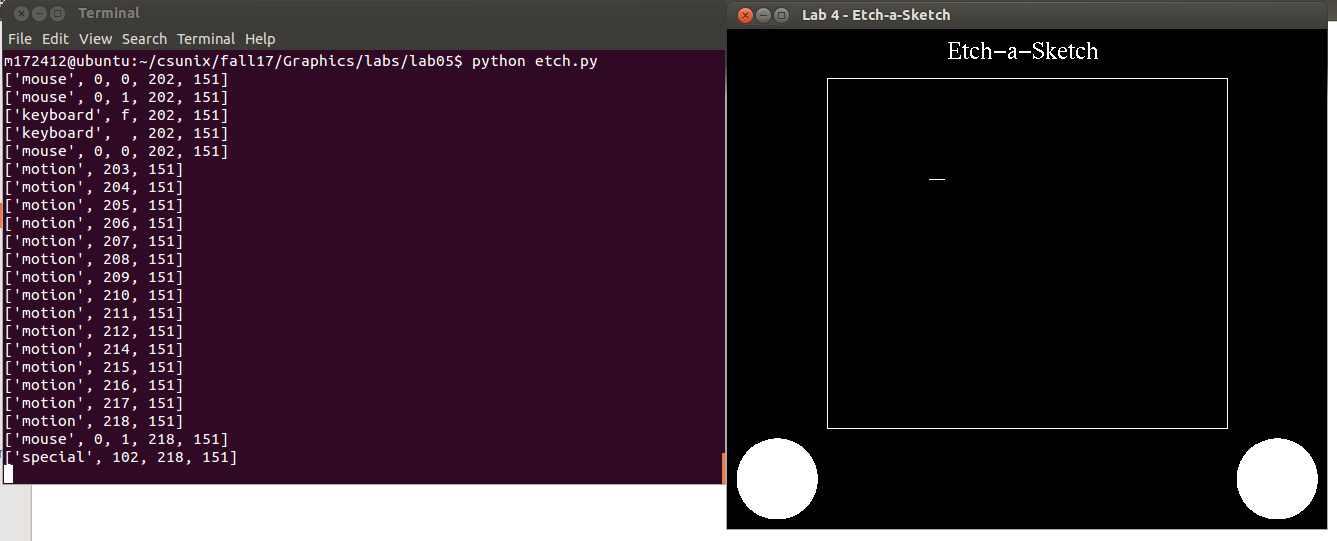 Terminal
File Edit View Search Terminal Help
m172412@ubuntu:~/csunix/fall17/Graphics/labs/lab05$ python etch.py
['mouse', 0, 0, 202, 151]
['mouse', 0, 1, 202, 151]
['keyboard', f, 202, 151]
['keyboard',  , 202, 151]
['mouse', 0, 0, 202, 151]
['motion', 203, 151]
['motion', 204, 151]
['motion', 205, 151]
['motion', 206, 151]
['motion', 207, 151]
['motion', 208, 151]
['motion', 209, 151]
['motion', 210, 151]
['motion', 211, 151]
['motion', 212, 151]
['motion', 214, 151]
['motion', 215, 151]
['motion', 216, 151]
['motion', 217, 151]
['motion', 218, 151]
['mouse', 0, 1, 218, 151]
['special', 102, 218, 151]
Lab 4 - Etch-a-Sketch
Etch-a-Sketch